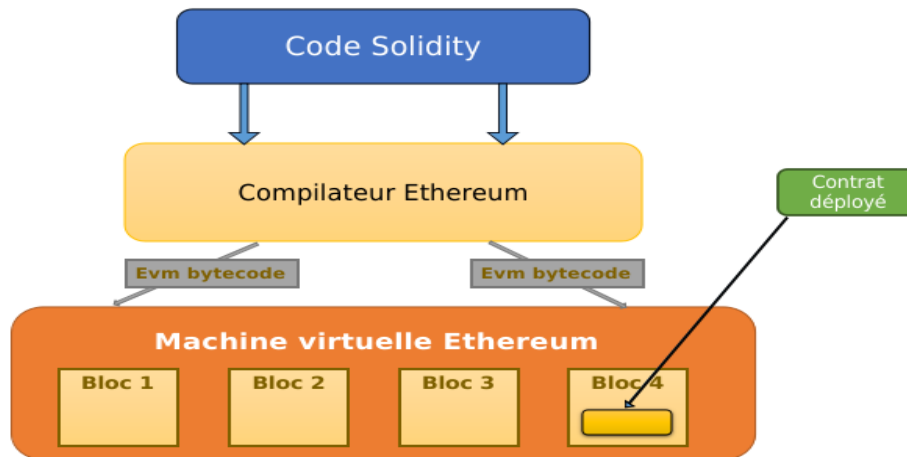 Code Solidity
Compilateur Ethereum
Contrat
déployé
Evm bytecode
Evm bytecode
Machine virtuelle Ethereum
Bloc 1
Bloc 2
Bloc 3
Bloc 4